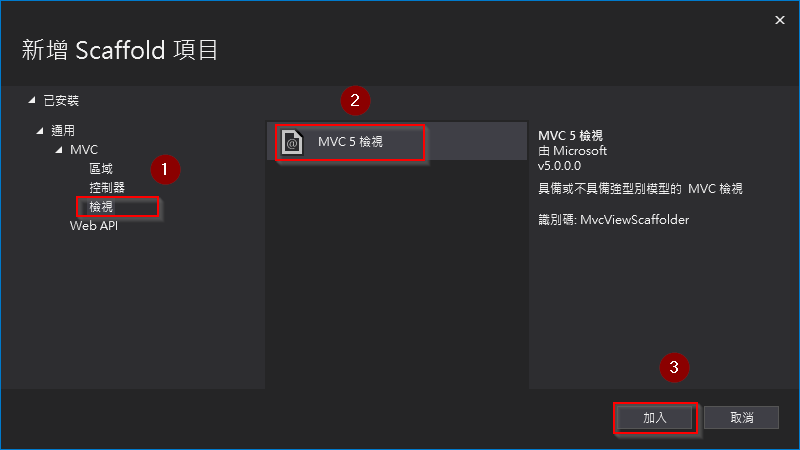 新增 Scaffold 項目
已安裝
通用
MVC
區域
控制器
檢視
Web API
1
2
MVC 5 檢視
MVC 5 檢視
由 Microsoft
v5.0.0.0
具備或不具備強型別模型的 MVC 檢視
識別碼: MvcViewScaffolder
3
加入
取消